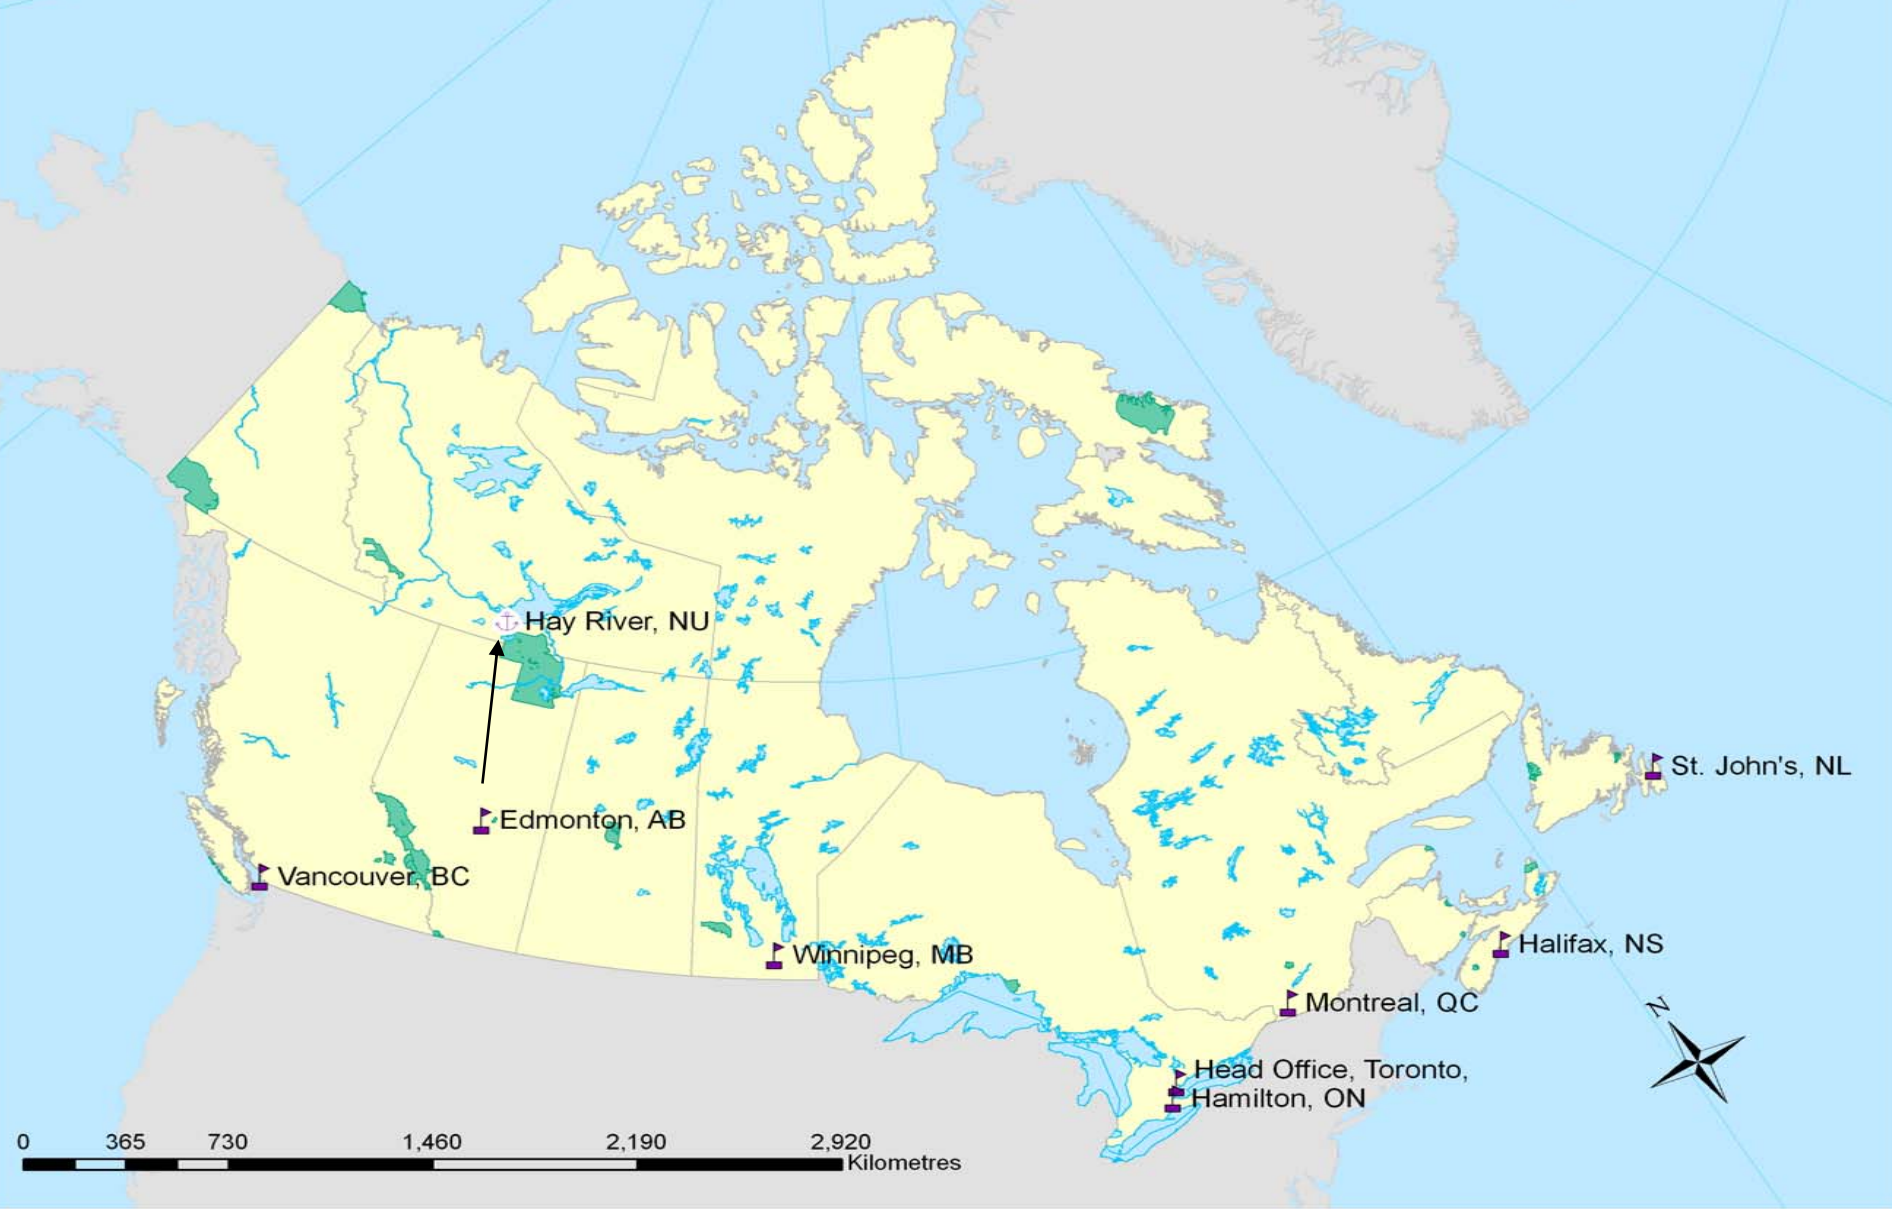 Hay River, NU
St. John's, NL
Edmonton, AB
Vancouver, BC
Halifax, NS
Winnipeg, MB
Montreal, QC
N
Head Office, Toronto,
Hamilton, ON
0 365 730 1,460 2,190 2,920
Kilometres